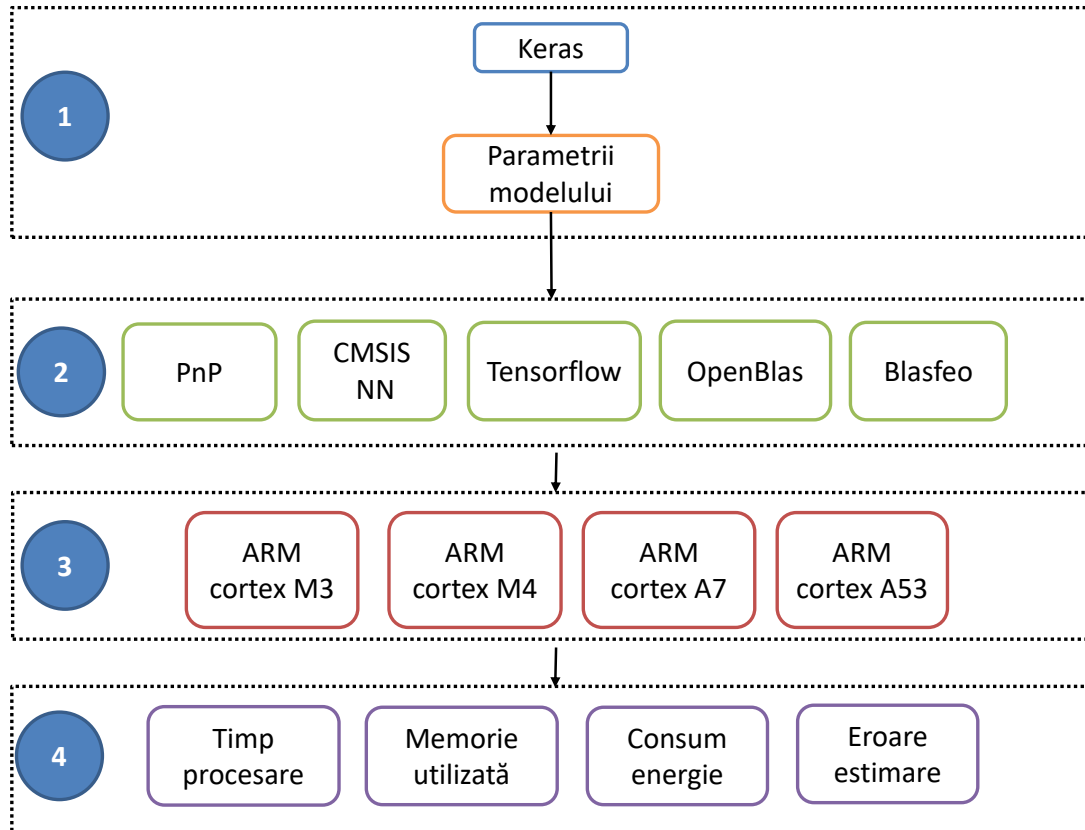 Keras
1
Parametrii
modelului
2
PnP
CMSIS
NN
Tensorflow
OpenBlas
Blasfeo
3
ARM
cortex M3
ARM
cortex M4
ARM
cortex A7
ARM
cortex A53
4
Timp
procesare
Memorie
utilizată
Consum
energie
Eroare
estimare